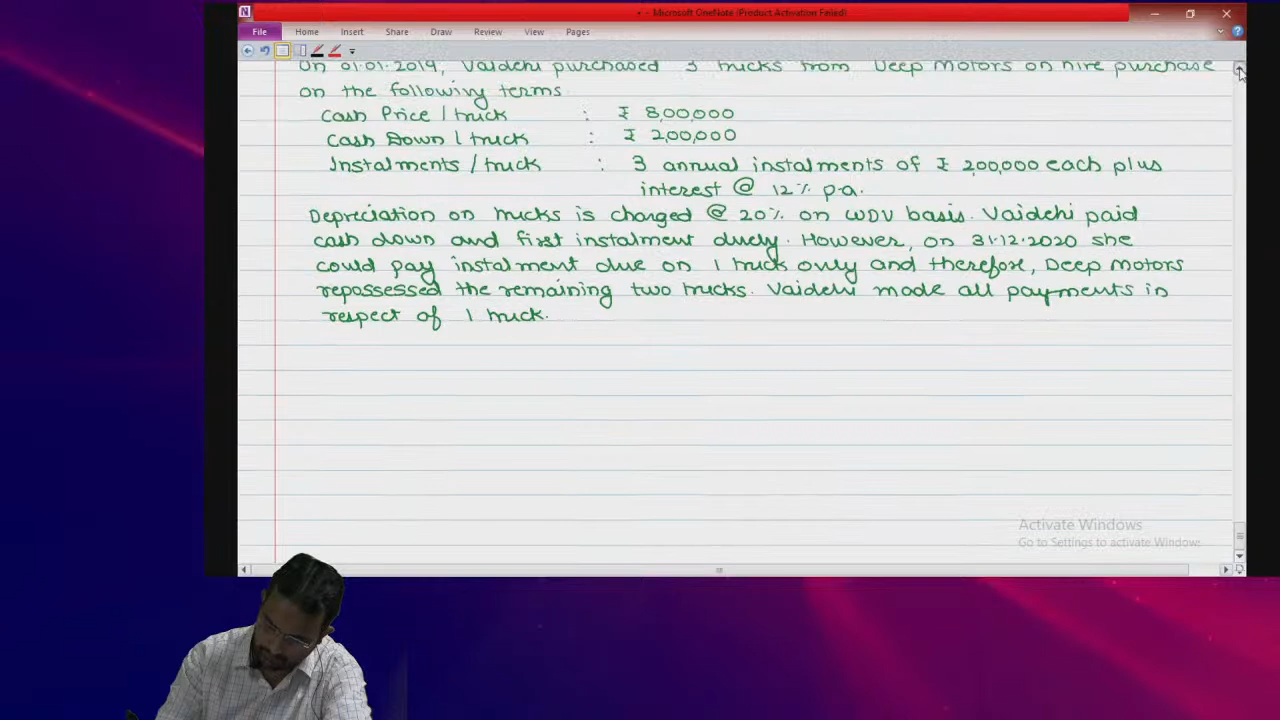 Microsoft OneNote (Product Activation Failed)
File Home Insert Share Draw Review View Pages
On 01.01.2019, Vaidehi purchased 3 trucks from Deep Motors on hire purchase
on the following terms
Cash Price / truck : ₹ 8,00,000
Cash Down / truck : ₹ 2,00,000
Instalments / truck : 3 annual instalments of ₹ 200,000 each plus
interest @ 12% p.a.
Depreciation on trucks is charged @ 20% on WDV basis. Vaidehi paid
cash down and first instalment duely. However, on 31.12.2020 she
could pay instalment due on 1 truck only and therefore, Deep Motors
repossessed the remaining two trucks. Vaidehi made all payments in
respect of 1 truck.
Activate Windows
Go to Settings to activate Windows.